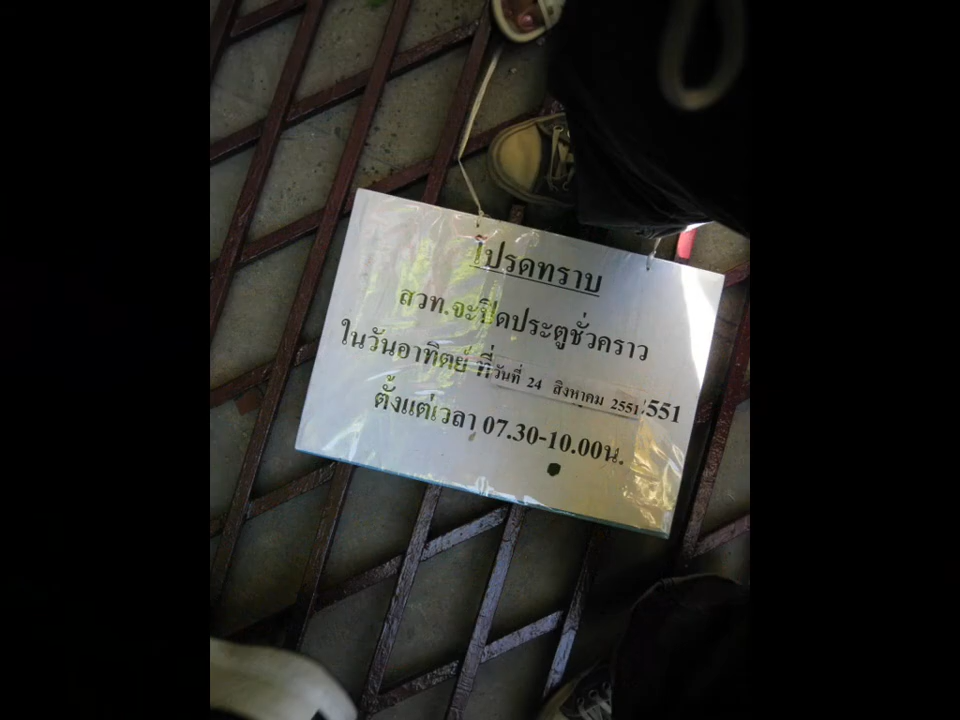 โปรดทราบ
สวท.จะปิดประตูชั่วคราว
ในวันอาทิตย์ ที่วันที่ 24 สิงหาคม 2551 551
ตั้งแต่เวลา 07.30-10.00น.